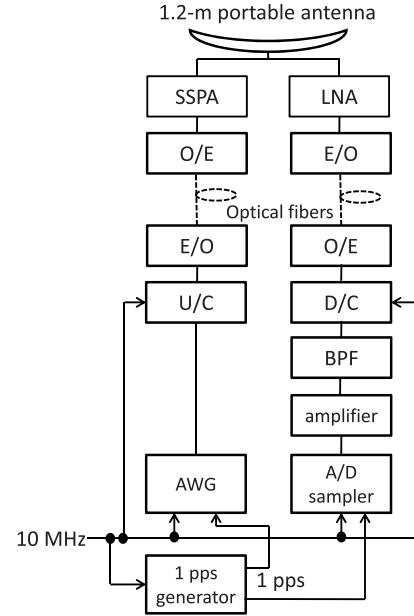 1.2-m portable antenna
SSPA
LNA
O/E
E/O
Optical fibers
E/O
O/E
U/C
D/C
BPF
amplifier
AWG
A/D
sampler
10 MHz
1 pps
generator
1 pps